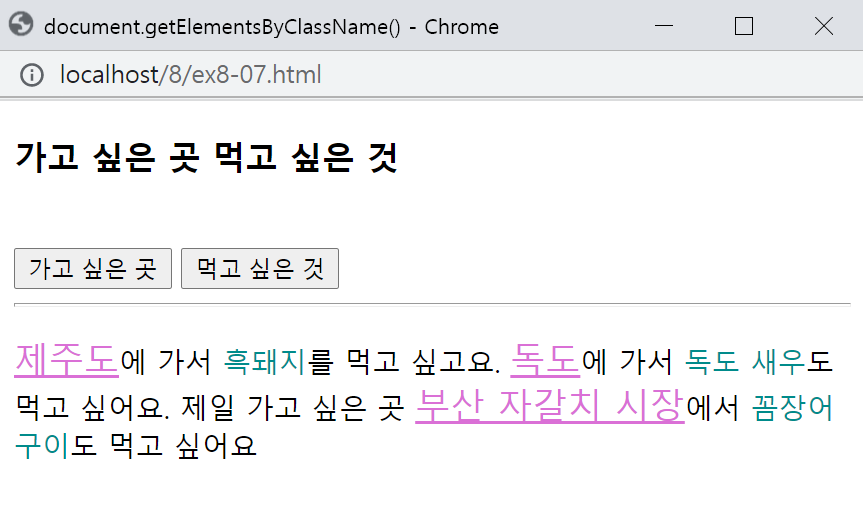 document.getElementsByClassName() - Chrome
localhost/8/ex8-07.html
가고 싶은 곳 먹고 싶은 것
가고 싶은 곳 먹고 싶은 것
제주도에 가서 흑돼지를 먹고 싶고요. 독도에 가서 독도 새우도
먹고 싶어요. 제일 가고 싶은 곳 부산 자갈치 시장에서 꼼장어
구이도 먹고 싶어요